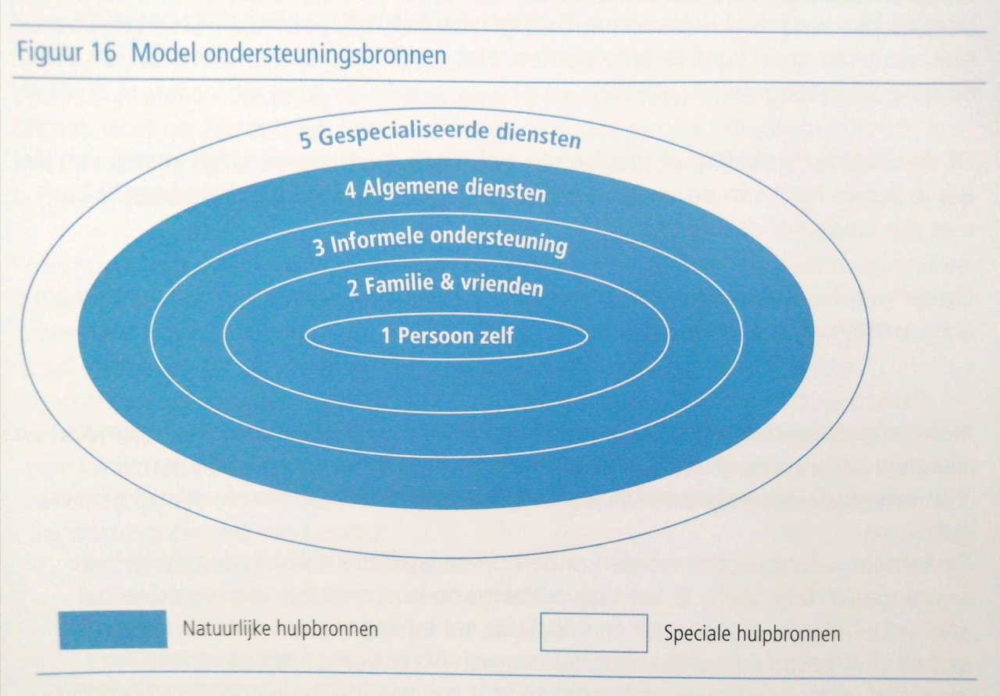 Figuur 16 Model ondersteuningsbronnen
5 Gespecialiseerde diensten
4 Algemene diensten
3 Informele ondersteuning
2 Familie & vrienden
1 Persoon zelf
Natuurlijke hulpbronnen
Speciale hulpbronnen